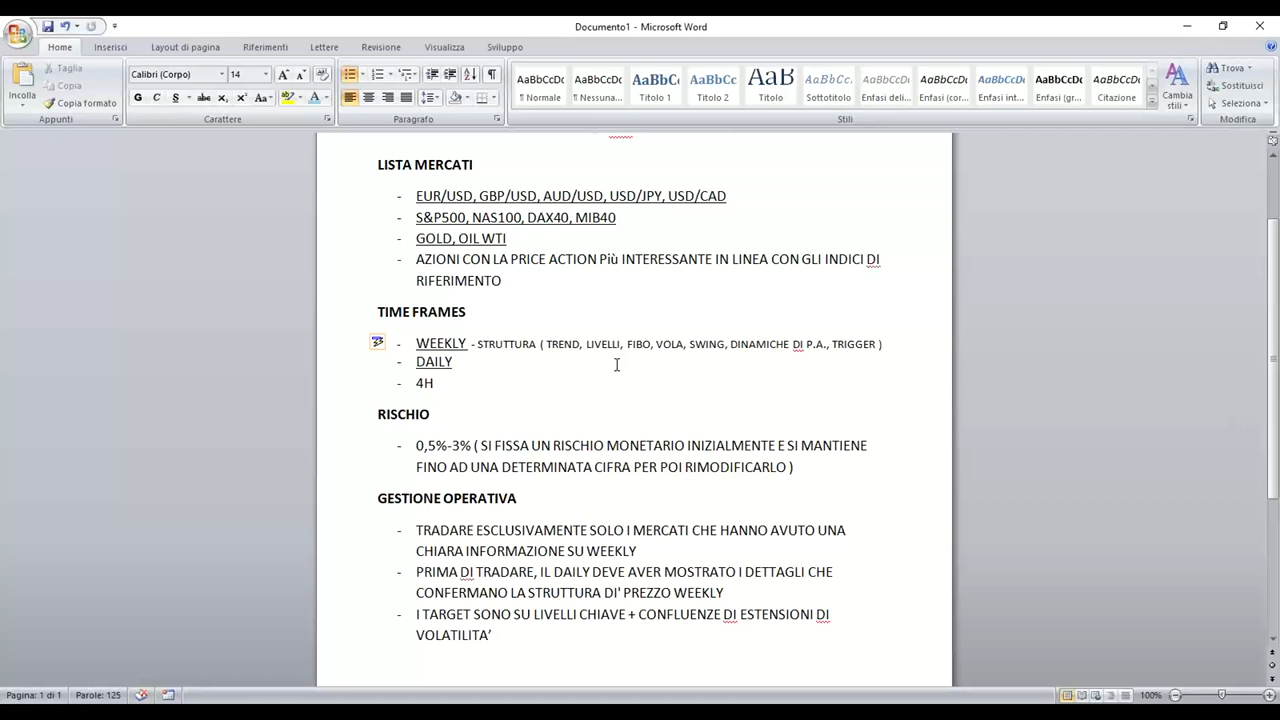 Documento1 - Microsoft Word
Home Inserisci Layout di pagina Riferimenti Lettere Revisione Visualizza Sviluppo
Incolla
Taglia
Copia
Copia formato
Appunti
Calibri (Corpo) 14
Carattere
Paragrafo
AaBbCcDc AaBbCcDc AaBbC AaBbCc AaB AaBbCc AaBbCcDc AaBbCcDc AaBbCcDc AaBbCcDc AaBbCcDc
¶ Normale ¶ Nessuna... Titolo 1 Titolo 2 Titolo Sottotitolo Enfasi deli... Enfasi (cor... Enfasi int... Enfasi (gr... Citazione
Stili
Cambia stili
Trova
Sostituisci
Seleziona
Modifica
LISTA MERCATI
- EUR/USD, GBP/USD, AUD/USD, USD/JPY, USD/CAD
- S&P500, NAS100, DAX40, MIB40
- GOLD, OIL WTI
- AZIONI CON LA PRICE ACTION Più INTERESSANTE IN LINEA CON GLI INDICI DI
RIFERIMENTO
TIME FRAMES
- WEEKLY - STRUTTURA ( TREND, LIVELLI, FIBO, VOLA, SWING, DINAMICHE DI P.A., TRIGGER )
- DAILY
- 4H
RISCHIO
- 0,5%-3% ( SI FISSA UN RISCHIO MONETARIO INIZIALMENTE E SI MANTIENE
FINO AD UNA DETERMINATA CIFRA PER POI RIMODIFICARLO )
GESTIONE OPERATIVA
- TRADARE ESCLUSIVAMENTE SOLO I MERCATI CHE HANNO AVUTO UNA
CHIARA INFORMAZIONE SU WEEKLY
- PRIMA DI TRADARE, IL DAILY DEVE AVER MOSTRATO I DETTAGLI CHE
CONFERMANO LA STRUTTURA DI' PREZZO WEEKLY
- I TARGET SONO SU LIVELLI CHIAVE + CONFLUENZE DI ESTENSIONI DI
VOLATILITA’
Pagina: 1 di 1 Parole: 125 100%